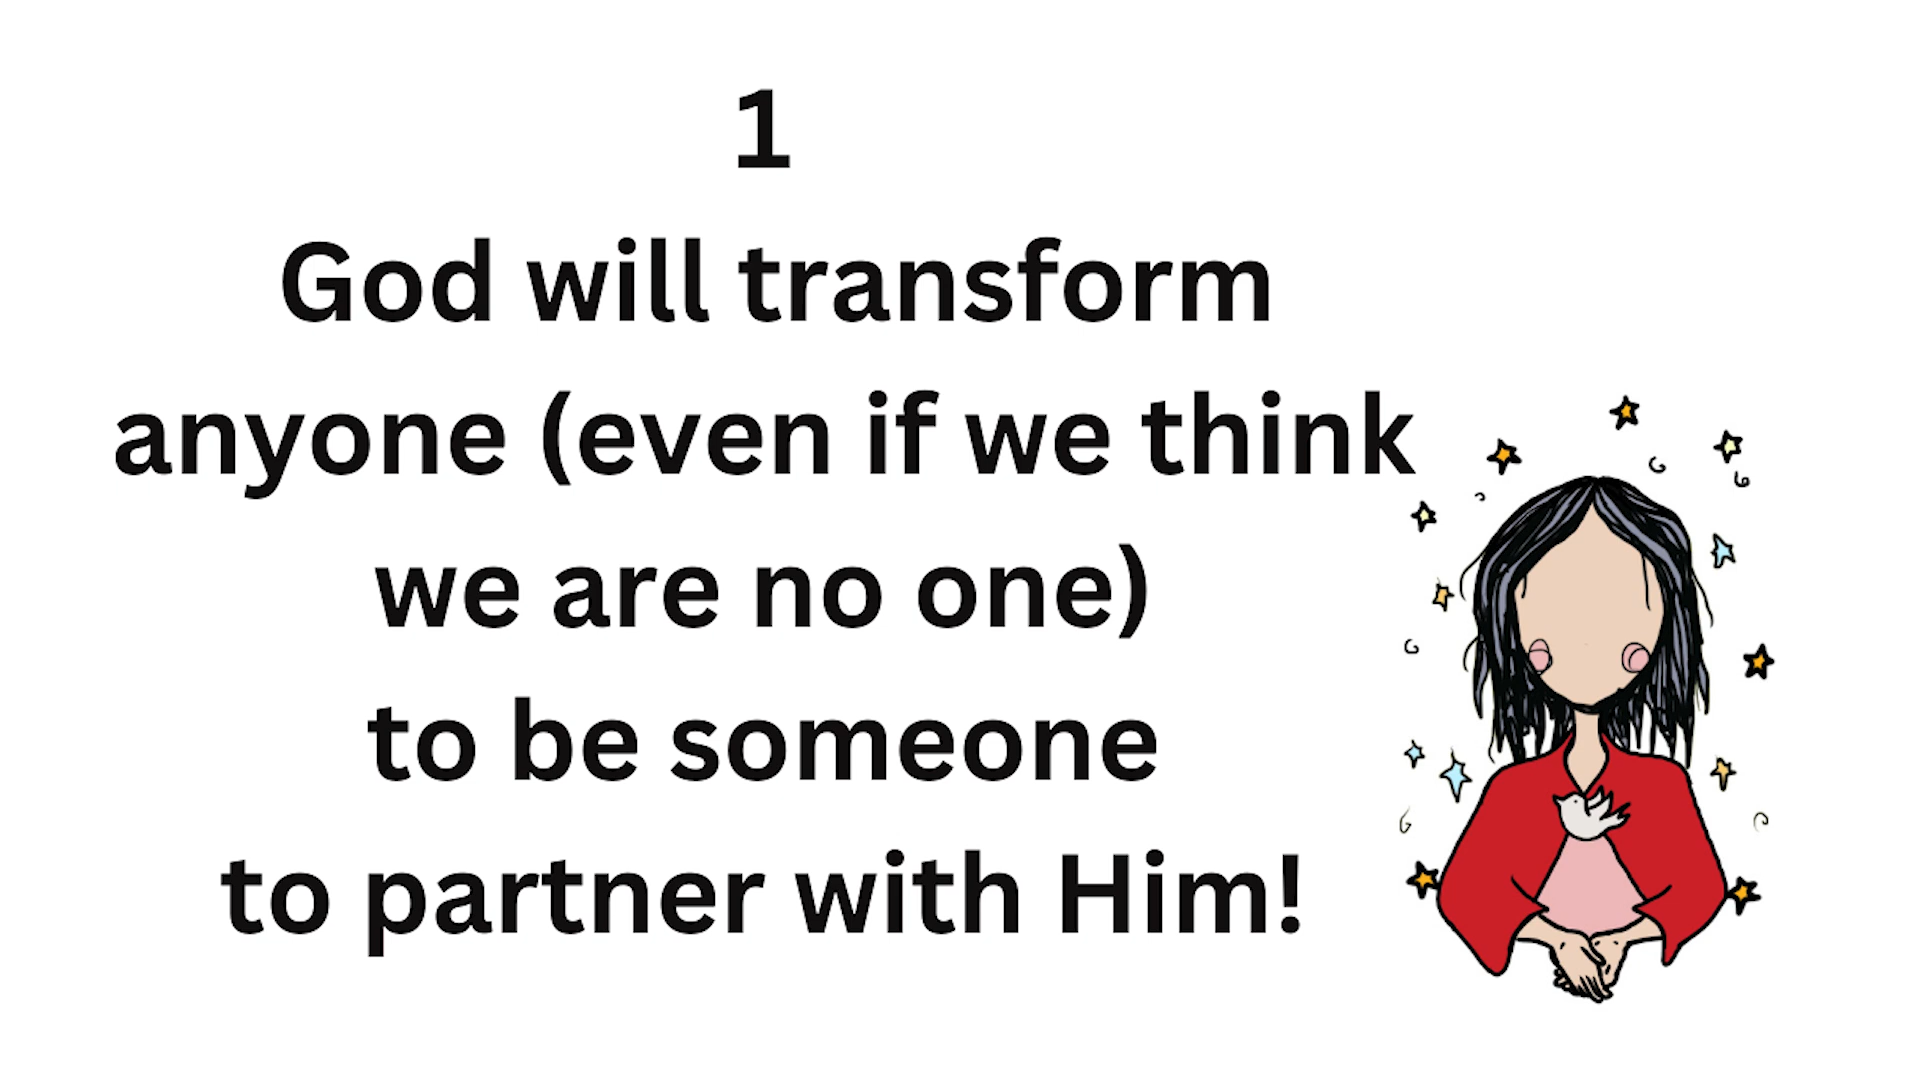 1
God will transform
anyone (even if we think
we are no one)
to be someone
to partner with Him!